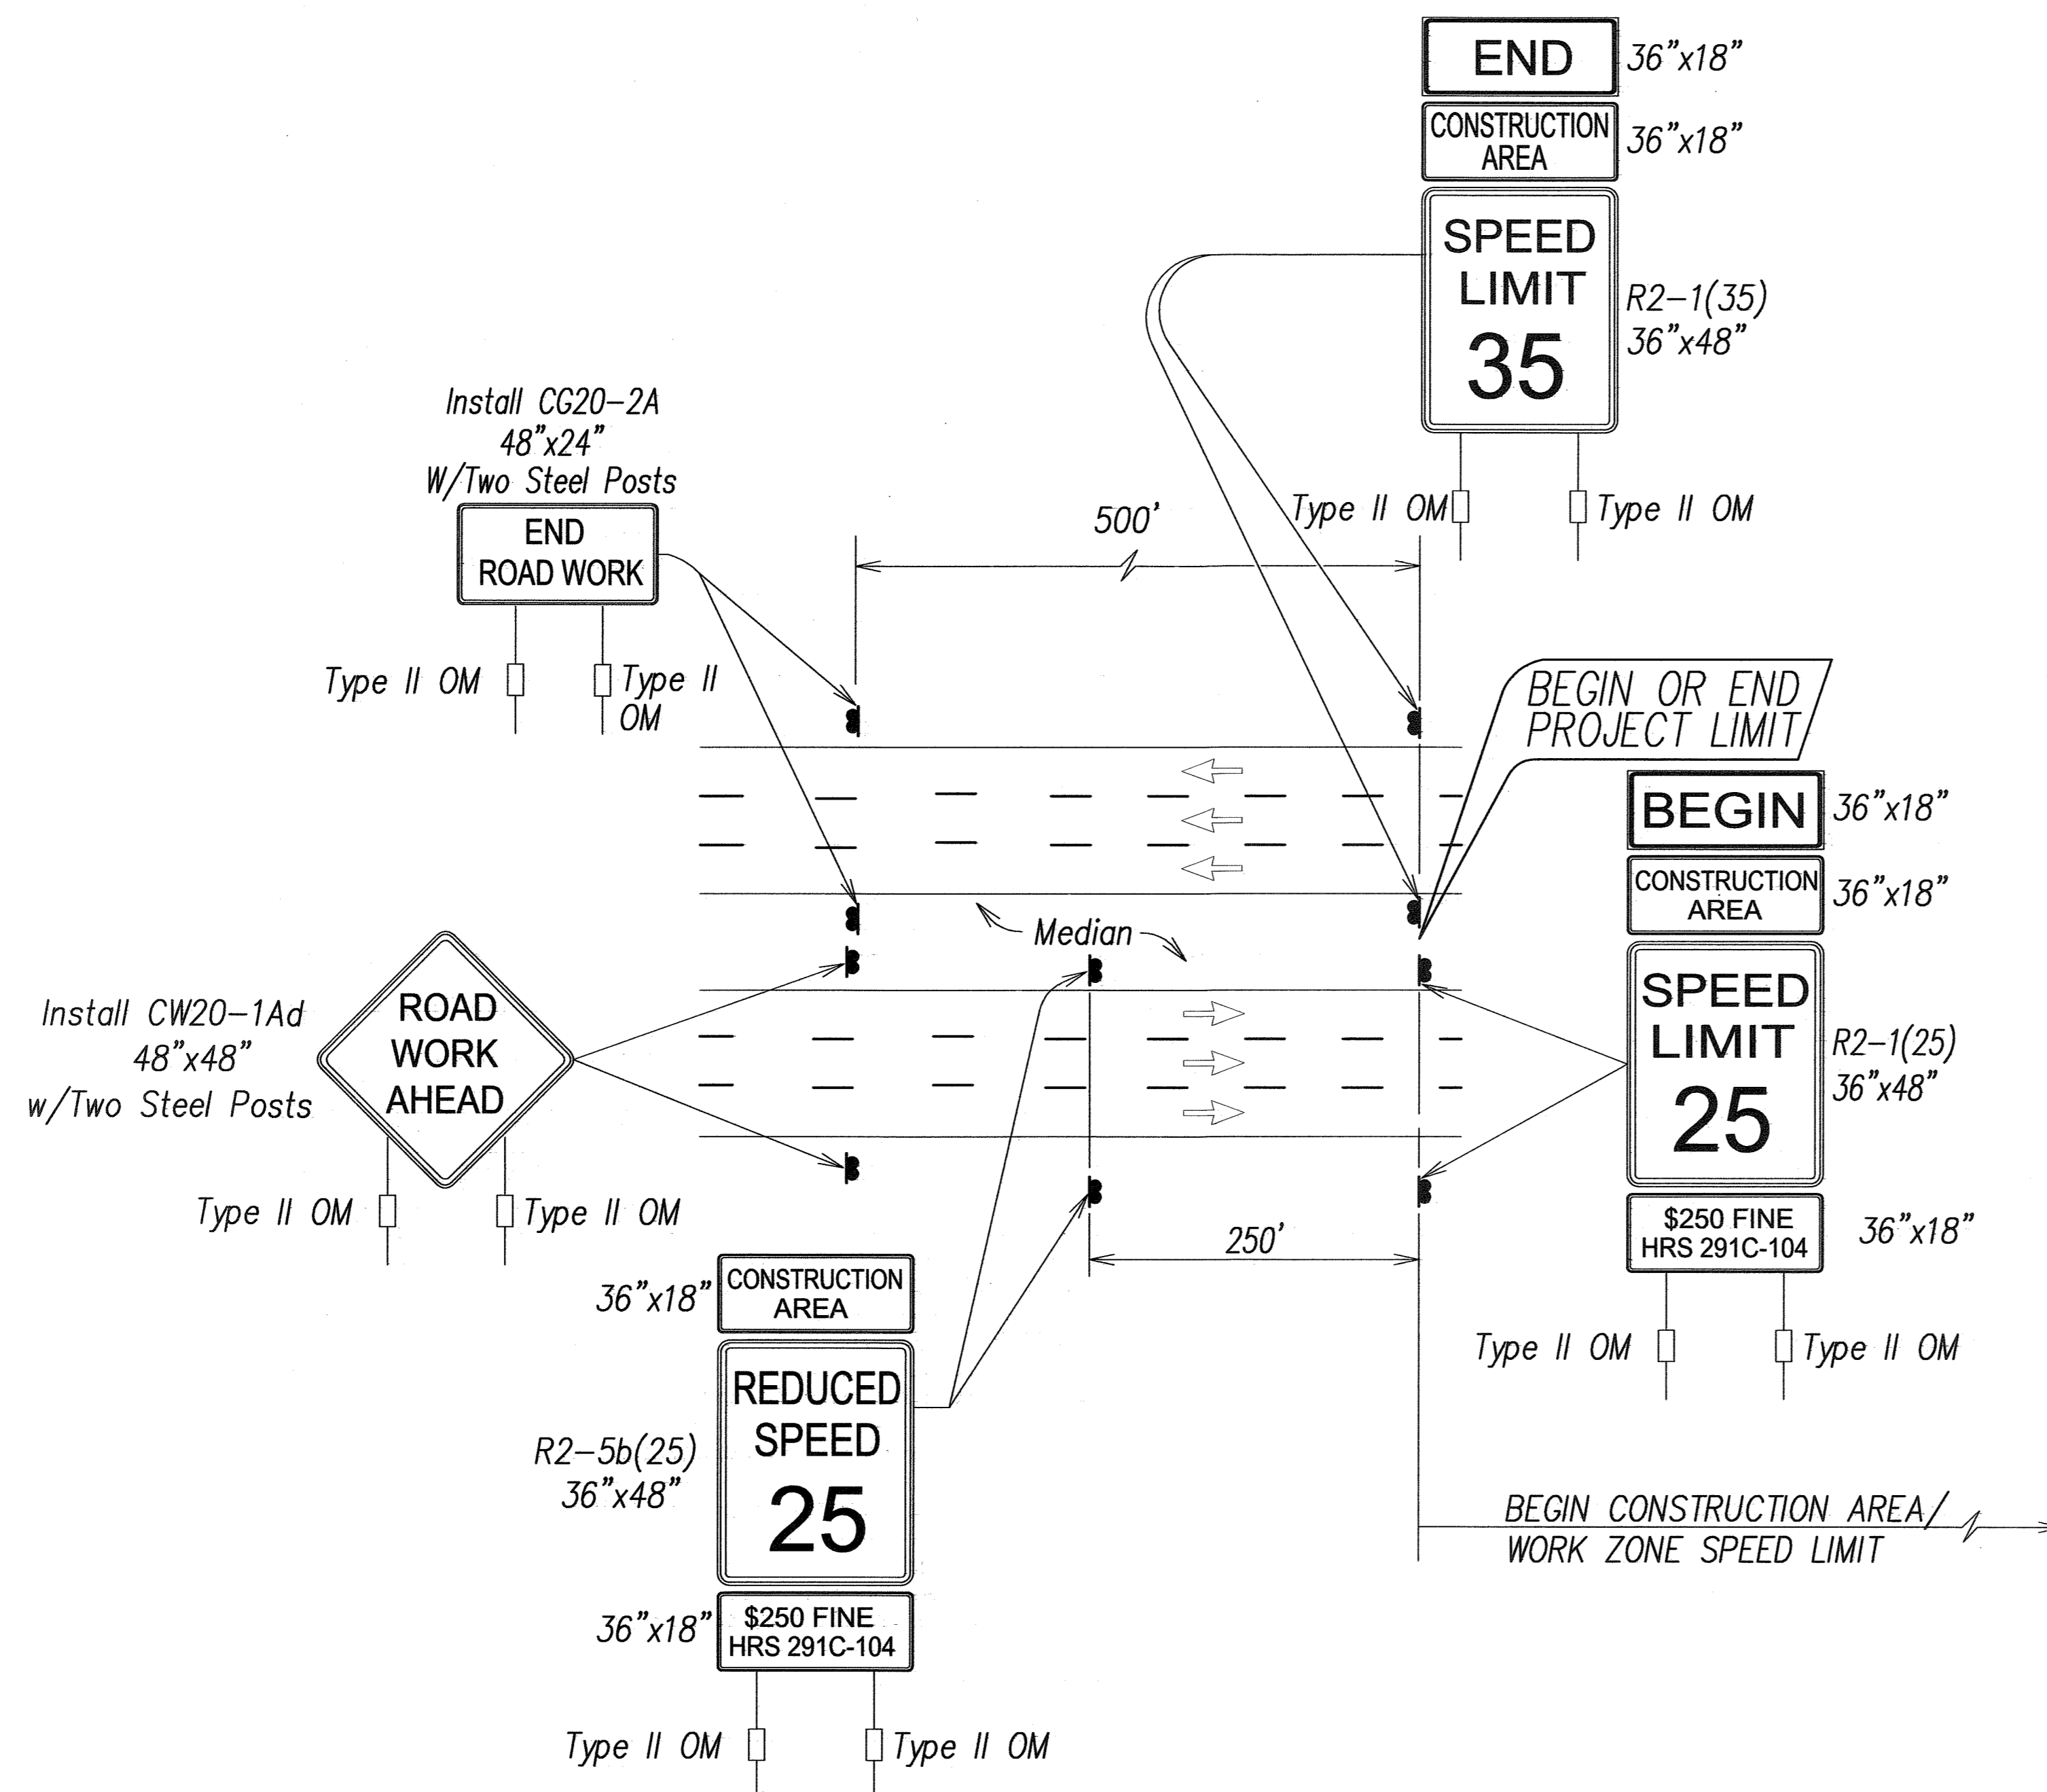 END
36"x18"
CONSTRUCTION
AREA
36"x18"
SPEED
LIMIT
35
R2-1(35)
36"x48"
Type II OM
Type II OM
Install CG20-2A
48"x24"
W/Two Steel Posts
END
ROAD WORK
Type II OM
Type II
OM
500'
BEGIN OR END
PROJECT LIMIT
BEGIN
36"x18"
CONSTRUCTION
AREA
36"x18"
SPEED
LIMIT
25
R2-1(25)
36"x48"
$250 FINE
HRS 291C-104
36"x18"
Type II OM
Type II OM
Median
Install CW20-1Ad
48"x48"
w/Two Steel Posts
ROAD
WORK
AHEAD
Type II OM
Type II OM
250'
36"x18"
CONSTRUCTION
AREA
REDUCED
SPEED
25
R2-5b(25)
36"x48"
36"x18"
$250 FINE
HRS 291C-104
Type II OM
Type II OM
BEGIN CONSTRUCTION AREA/
WORK ZONE SPEED LIMIT